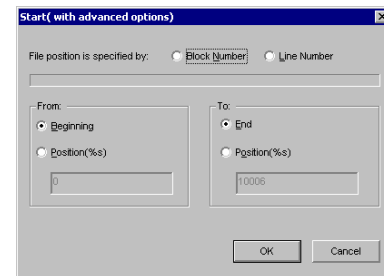 Start( with advanced options)
File position is specified by: Block Number Line Number
From: To:
Beginning End
Position(%s) Position(%s)
0 10006
OK Cancel